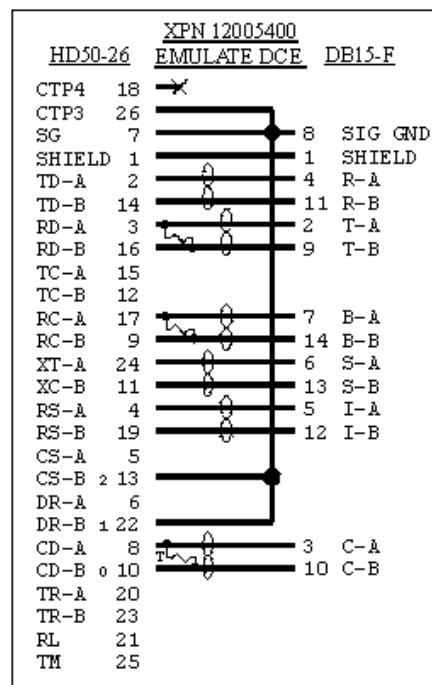 XPN 12005400
HD50-26 EMULATE DCE DB15-F
CTP4 18
CTP3 26
SG 7 8 SIG GND
SHIELD 1 1 SHIELD
TD-A 2 4 R-A
TD-B 14 11 R-B
RD-A 3 2 T-A
RD-B 16 9 T-B
TC-A 15
TC-B 12
RC-A 17 7 B-A
RC-B 9 14 B-B
XT-A 24 6 S-A
XC-B 11 13 S-B
RS-A 4 5 I-A
RS-B 19 12 I-B
CS-A 5
CS-B 2 13
DR-A 6
DR-B 1 22
CD-A 8 T 3 C-A
CD-B 0 10 10 C-B
TR-A 20
TR-B 23
RL 21
TM 25